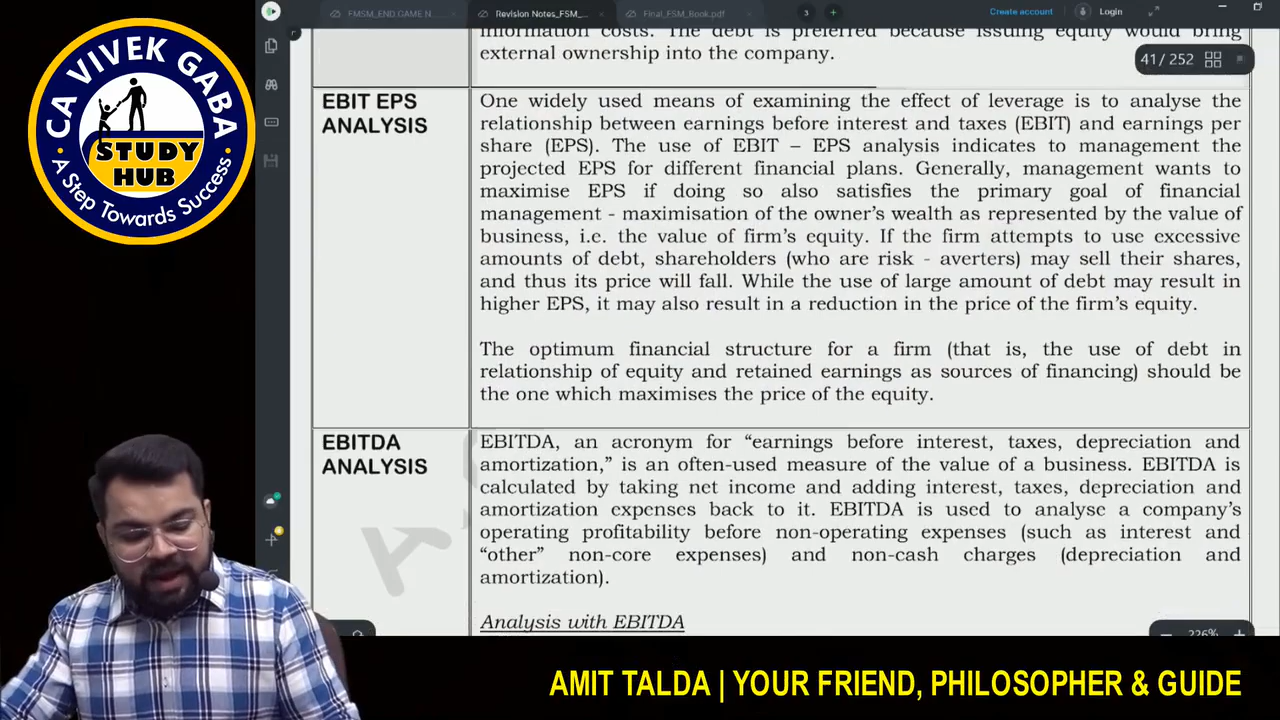 FMSM_END GAME N...
Revision Notes_FSM_...
Final_FSM_Book.pdf
3
Create account
Login
information costs. The debt is preferred because issuing equity would bring
external ownership into the company.
41 / 252
EBIT EPS
ANALYSIS
One widely used means of examining the effect of leverage is to analyse the
relationship between earnings before interest and taxes (EBIT) and earnings per
share (EPS). The use of EBIT – EPS analysis indicates to management the
projected EPS for different financial plans. Generally, management wants to
maximise EPS if doing so also satisfies the primary goal of financial
management - maximisation of the owner's wealth as represented by the value of
business, i.e. the value of firm's equity. If the firm attempts to use excessive
amounts of debt, shareholders (who are risk - averters) may sell their shares,
and thus its price will fall. While the use of large amount of debt may result in
higher EPS, it may also result in a reduction in the price of the firm's equity.
The optimum financial structure for a firm (that is, the use of debt in
relationship of equity and retained earnings as sources of financing) should be
the one which maximises the price of the equity.
EBITDA
ANALYSIS
EBITDA, an acronym for "earnings before interest, taxes, depreciation and
amortization," is an often-used measure of the value of a business. EBITDA is
calculated by taking net income and adding interest, taxes, depreciation and
amortization expenses back to it. EBITDA is used to analyse a company's
operating profitability before non-operating expenses (such as interest and
"other" non-core expenses) and non-cash charges (depreciation and
amortization).
Analysis with EBITDA
226%
CA VIVEK GABA
STUDY
HUB
A Step Towards Success
AMIT TALDA | YOUR FRIEND, PHILOSOPHER & GUIDE